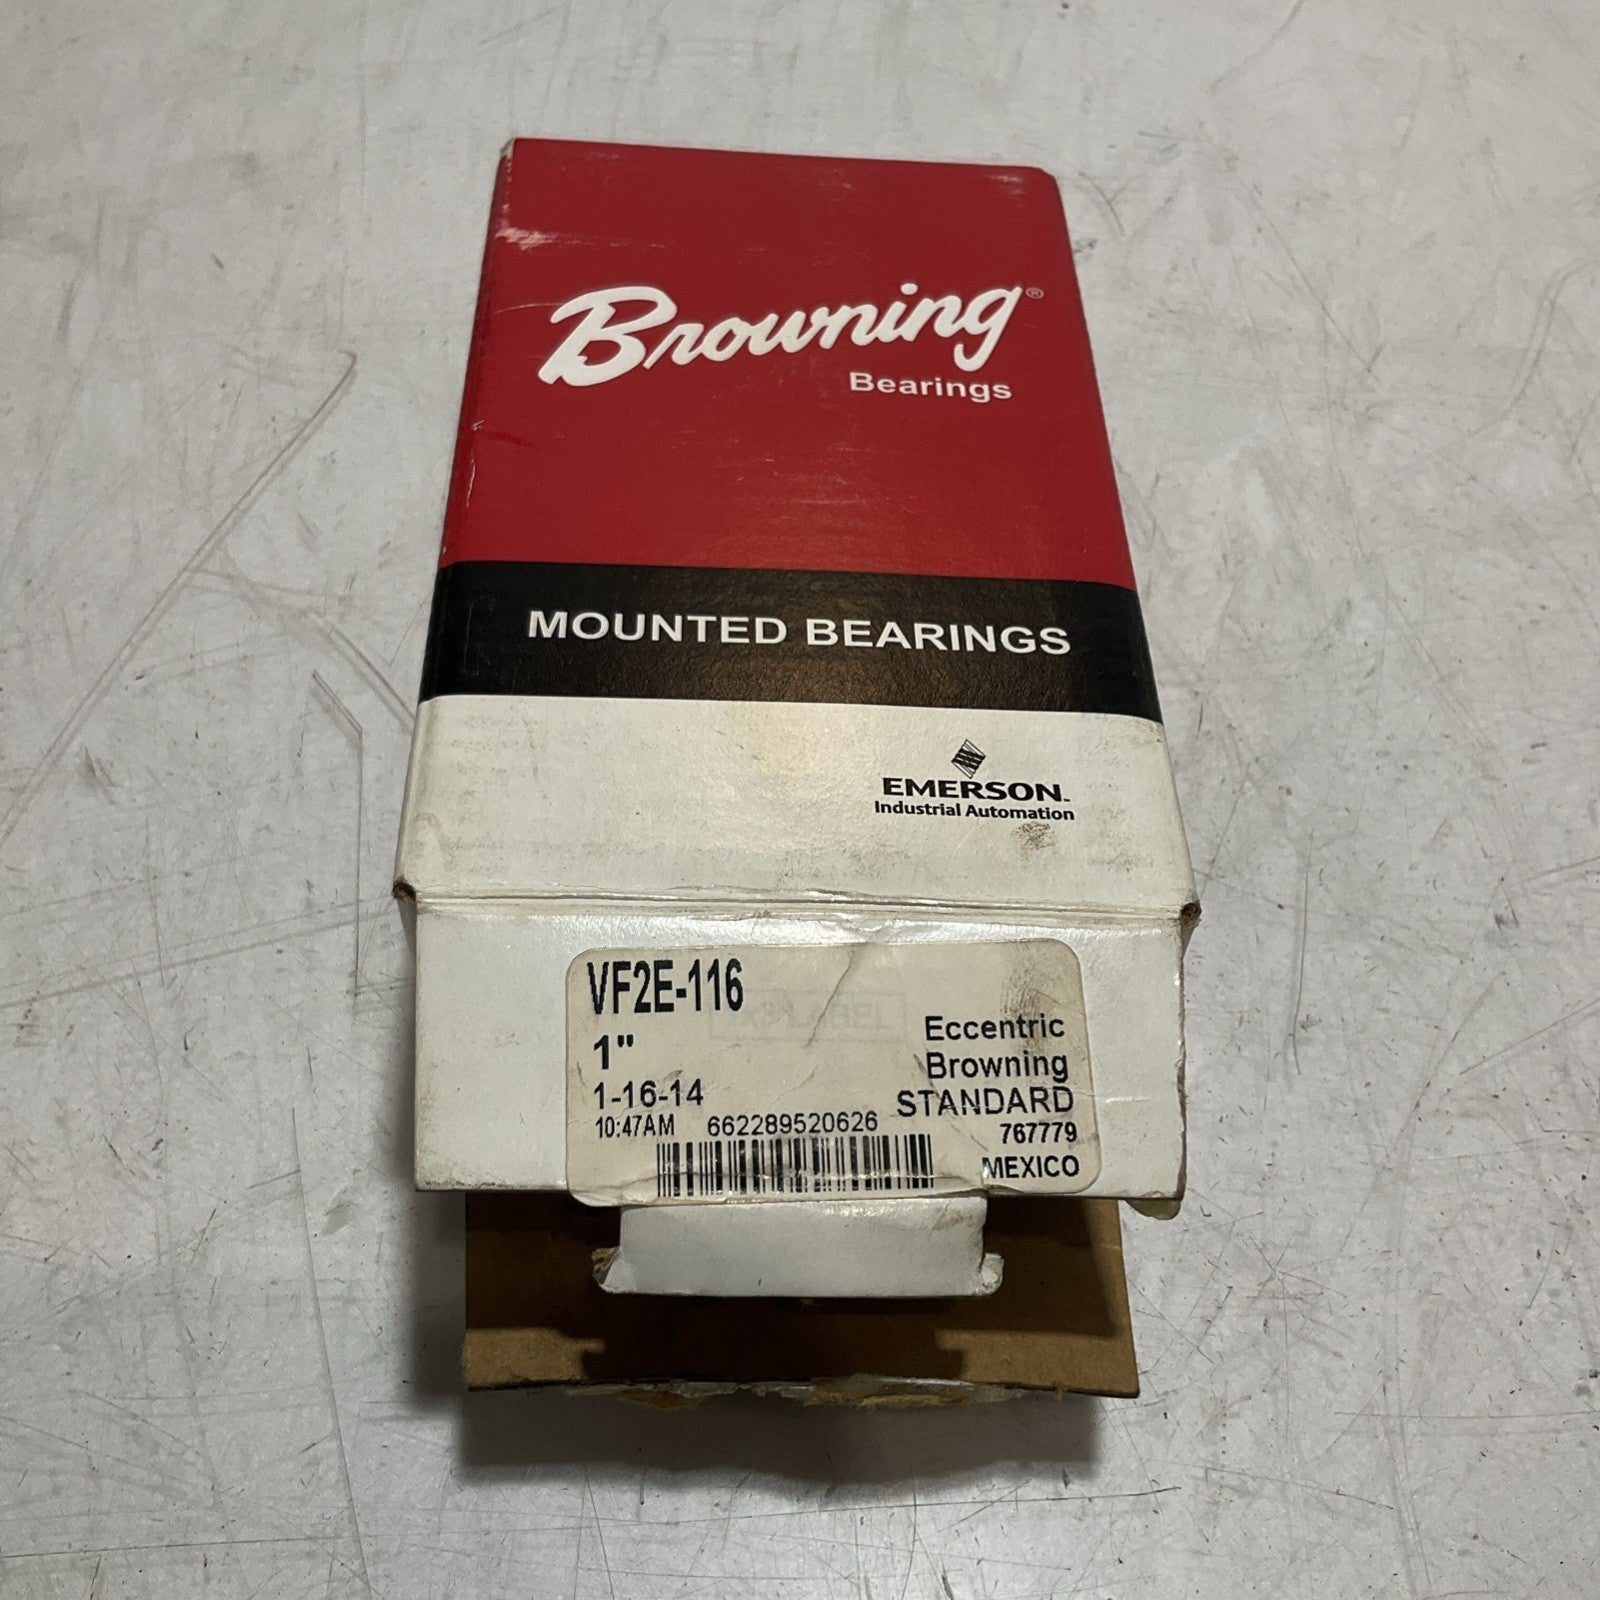 Browning®
Bearings
MOUNTED BEARINGS
EMERSON™
Industrial Automation
VF2E-116
1"
Eccentric
Browning
1-16-14
STANDARD
10:47AM 662289520626
767779
MEXICO